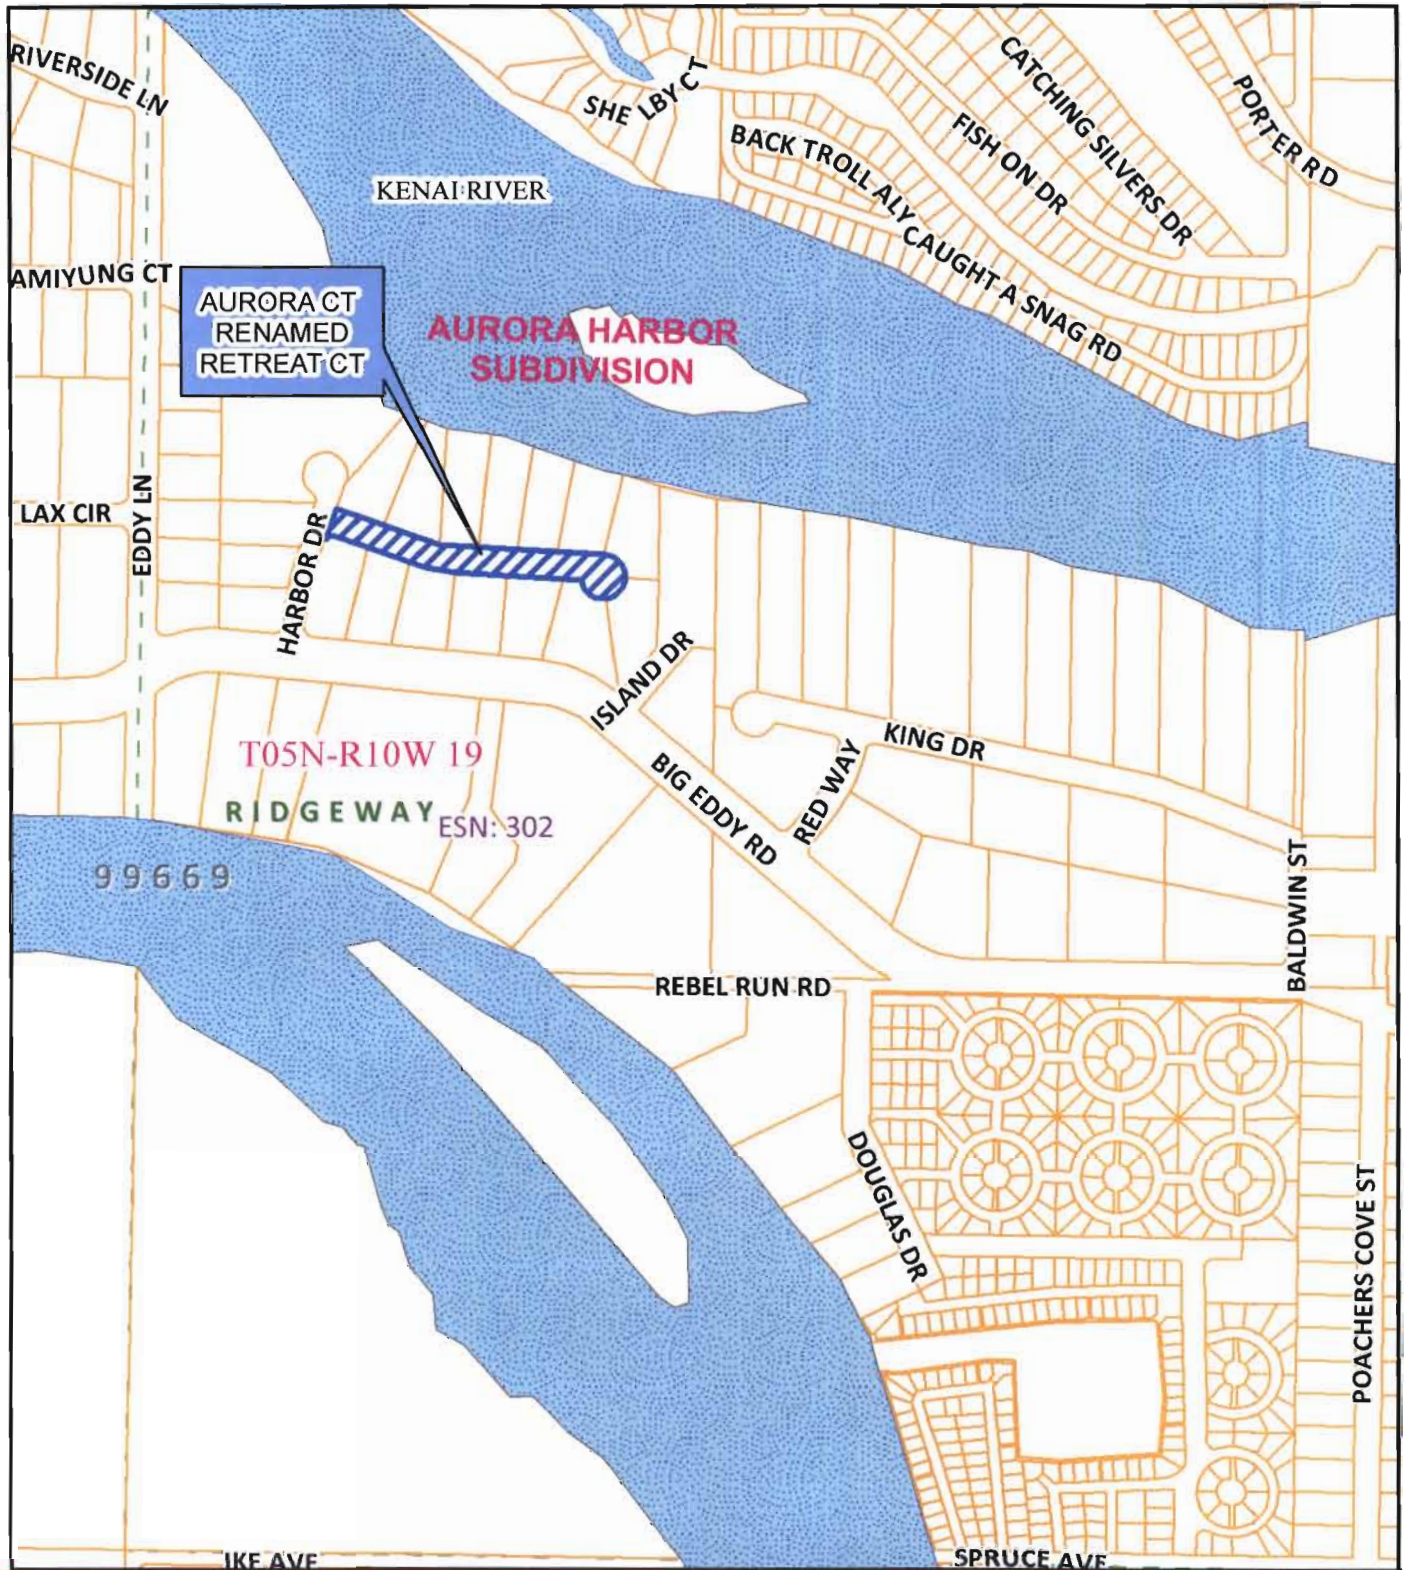 RIVERSIDE LN
SHE LBY CT
CATCHING SILVERS DR
PORTER RD
FISH ON DR
BACK TROLL ALY
KENAI RIVER
CAUGHT A SNAG RD
AMIYUNG CT
AURORA CT
RENAMED
RETREAT CT
AURORA HARBOR
SUBDIVISION
LAX CIR
EDDY LN
HARBOR DR
ISLAND DR
KING DR
RED WAY
BIG EDDY RD
T05N-R10W 19
RIDGEWAY
ESN: 302
99669
BALDWIN ST
REBEL RUN RD
DOUGLAS DR
POACHERS COVE ST
IKE AVE
SPRUCE AVE